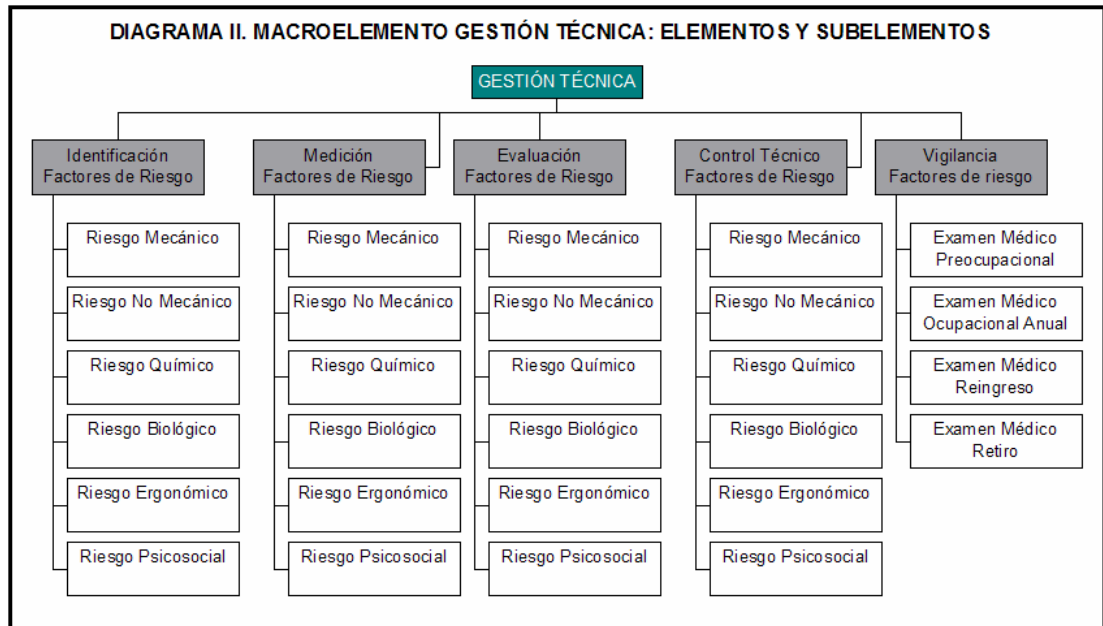 DIAGRAMA II. MACROELEMENTO GESTIÓN TÉCNICA: ELEMENTOS Y SUBELEMENTOS
GESTIÓN TÉCNICA
Identificación
Factores de Riesgo
Riesgo Mecánico
Riesgo No Mecánico
Riesgo Químico
Riesgo Biológico
Riesgo Ergonómico
Riesgo Psicosocial
Medición
Factores de Riesgo
Riesgo Mecánico
Riesgo No Mecánico
Riesgo Químico
Riesgo Biológico
Riesgo Ergonómico
Riesgo Psicosocial
Evaluación
Factores de Riesgo
Riesgo Mecánico
Riesgo No Mecánico
Riesgo Químico
Riesgo Biológico
Riesgo Ergonómico
Riesgo Psicosocial
Control Técnico
Factores de Riesgo
Riesgo Mecánico
Riesgo No Mecánico
Riesgo Químico
Riesgo Biológico
Riesgo Ergonómico
Riesgo Psicosocial
Vigilancia
Factores de riesgo
Examen Médico
Preocupacional
Examen Médico
Ocupacional Anual
Examen Médico
Reingreso
Examen Médico
Retiro